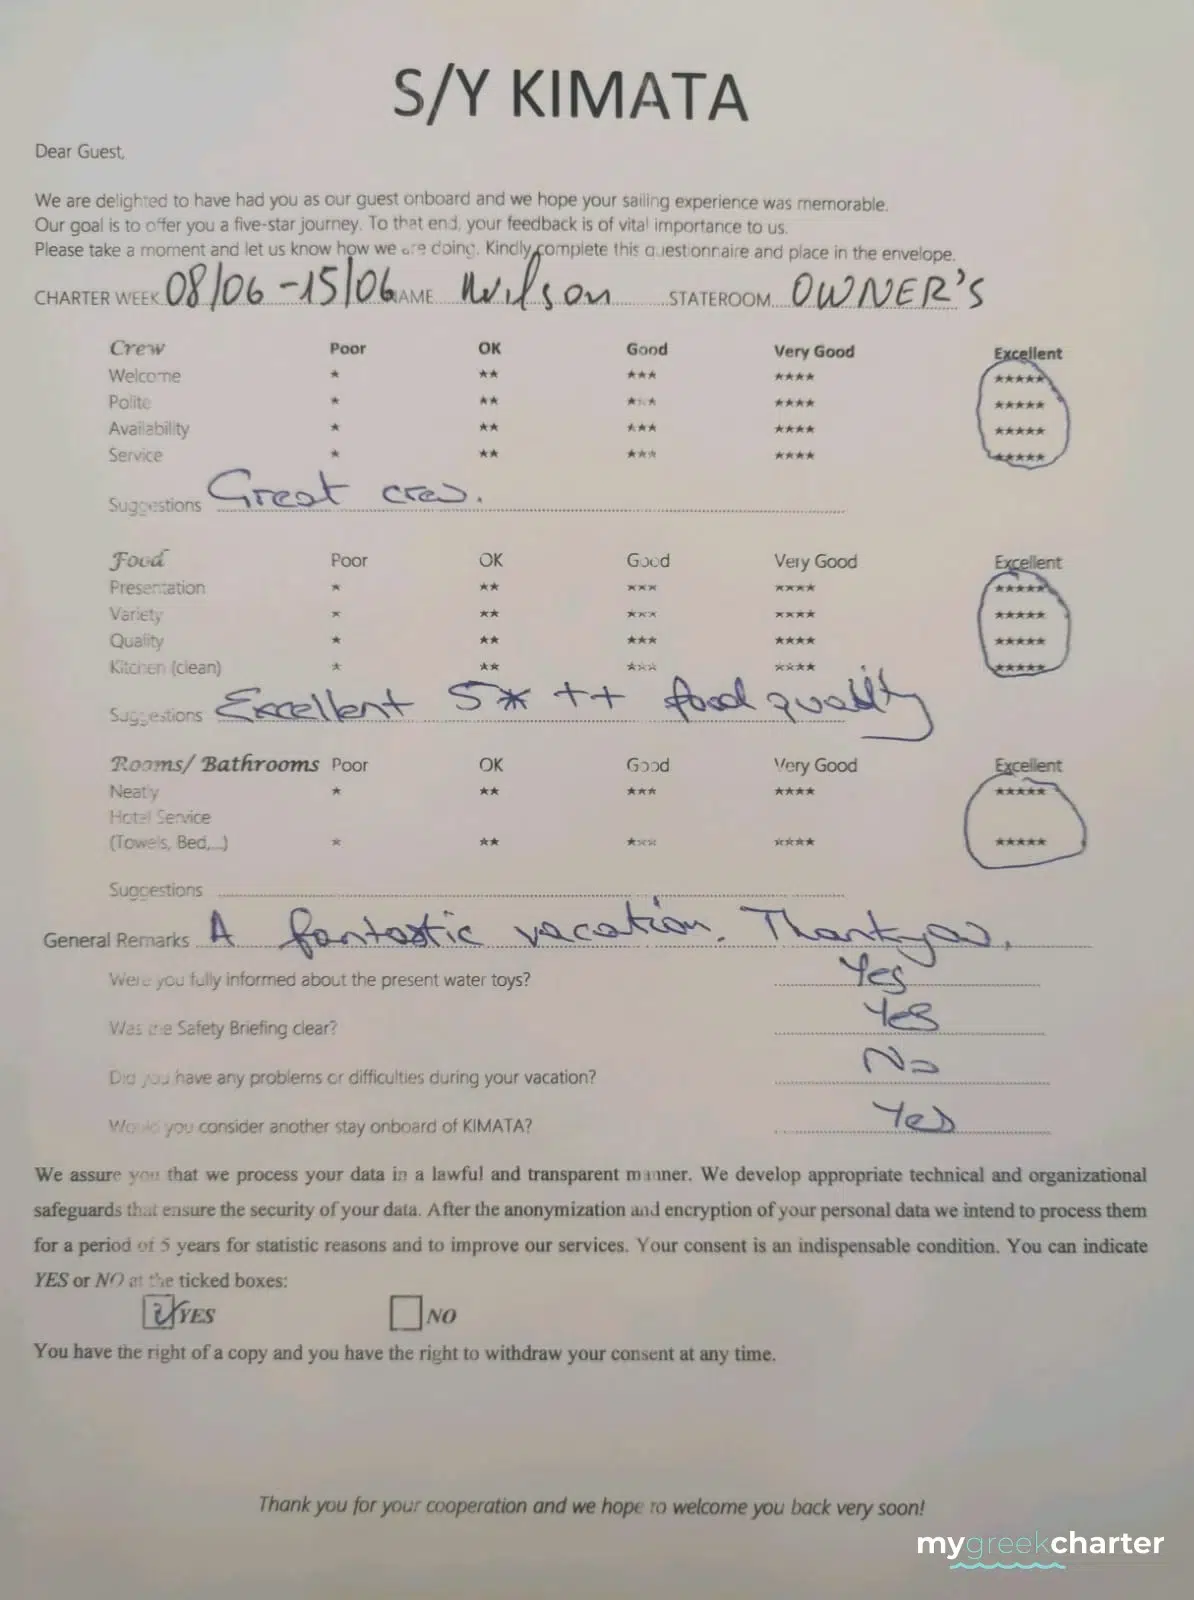 S/Y KIMATA
Dear Guest,
We are delighted to have had you as our guest onboard and we hope your sailing experience was memorable.
Our goal is to offer you a five-star journey. To that end, your feedback is of vital importance to us.
Please take a moment and let us know how we are doing. Kindly complete this questionnaire and place in the envelope.
CHARTER WEEK 08/06 - 15/06 NAME Wilson STATEROOM OWNER'S
Crew Poor OK Good Very Good Excellent
Welcome * ** *** **** *****
Polite * ** *** **** *****
Availability * ** *** **** *****
Service * ** *** **** *****
Suggestions Great crew.
Food Poor OK Good Very Good Excellent
Presentation * ** *** **** *****
Variety * ** *** **** *****
Quality * ** *** **** *****
Kitchen (clean) * ** *** **** *****
Suggestions Excellent 5* ++ food quality
Rooms/ Bathrooms Poor OK Good Very Good Excellent
Neatly * ** *** **** *****
Hotel Service
(Towels, Bed,...) * ** *** **** *****
Suggestions
General Remarks A fantastic vacation. Thank you.
Were you fully informed about the present water toys? Yes
Was the Safety Briefing clear? Yes
Did you have any problems or difficulties during your vacation? No
Would you consider another stay onboard of KIMATA? Yes
We assure you that we process your data in a lawful and transparent manner. We develop appropriate technical and organizational
safeguards that ensure the security of your data. After the anonymization and encryption of your personal data we intend to process them
for a period of 5 years for statistic reasons and to improve our services. Your consent is an indispensable condition. You can indicate
YES or NO at the ticked boxes:
YES NO
You have the right of a copy and you have the right to withdraw your consent at any time.
Thank you for your cooperation and we hope to welcome you back very soon!
mygreekcharter